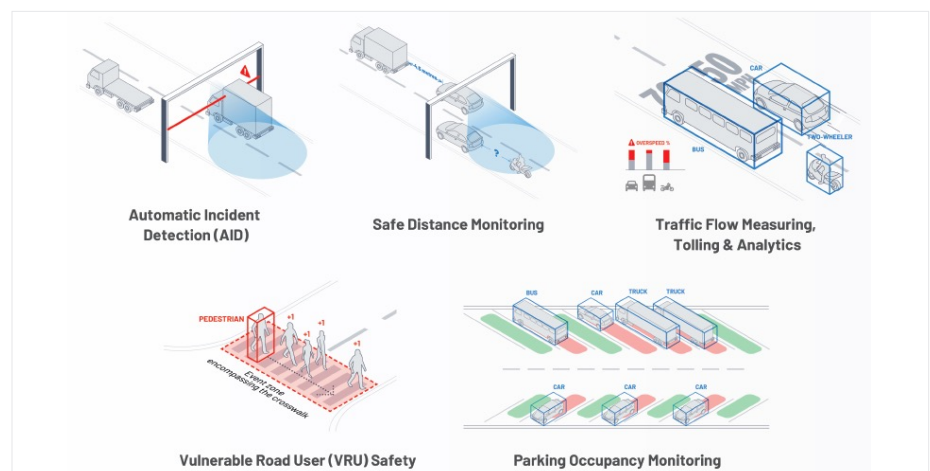 Automatic Incident
Detection (AID)
Safe Distance Monitoring
CAR
BUS
TWO-WHEELER
OVERSPEED %
60
Traffic Flow Measuring,
Tolling & Analytics
PEDESTRIAN
+1
+1
+1
+1
Event zone
encompassing the crosswalk
Vulnerable Road User (VRU) Safety
BUS
CAR
TRUCK
TRUCK
CAR
CAR
CAR
Parking Occupancy Monitoring
?